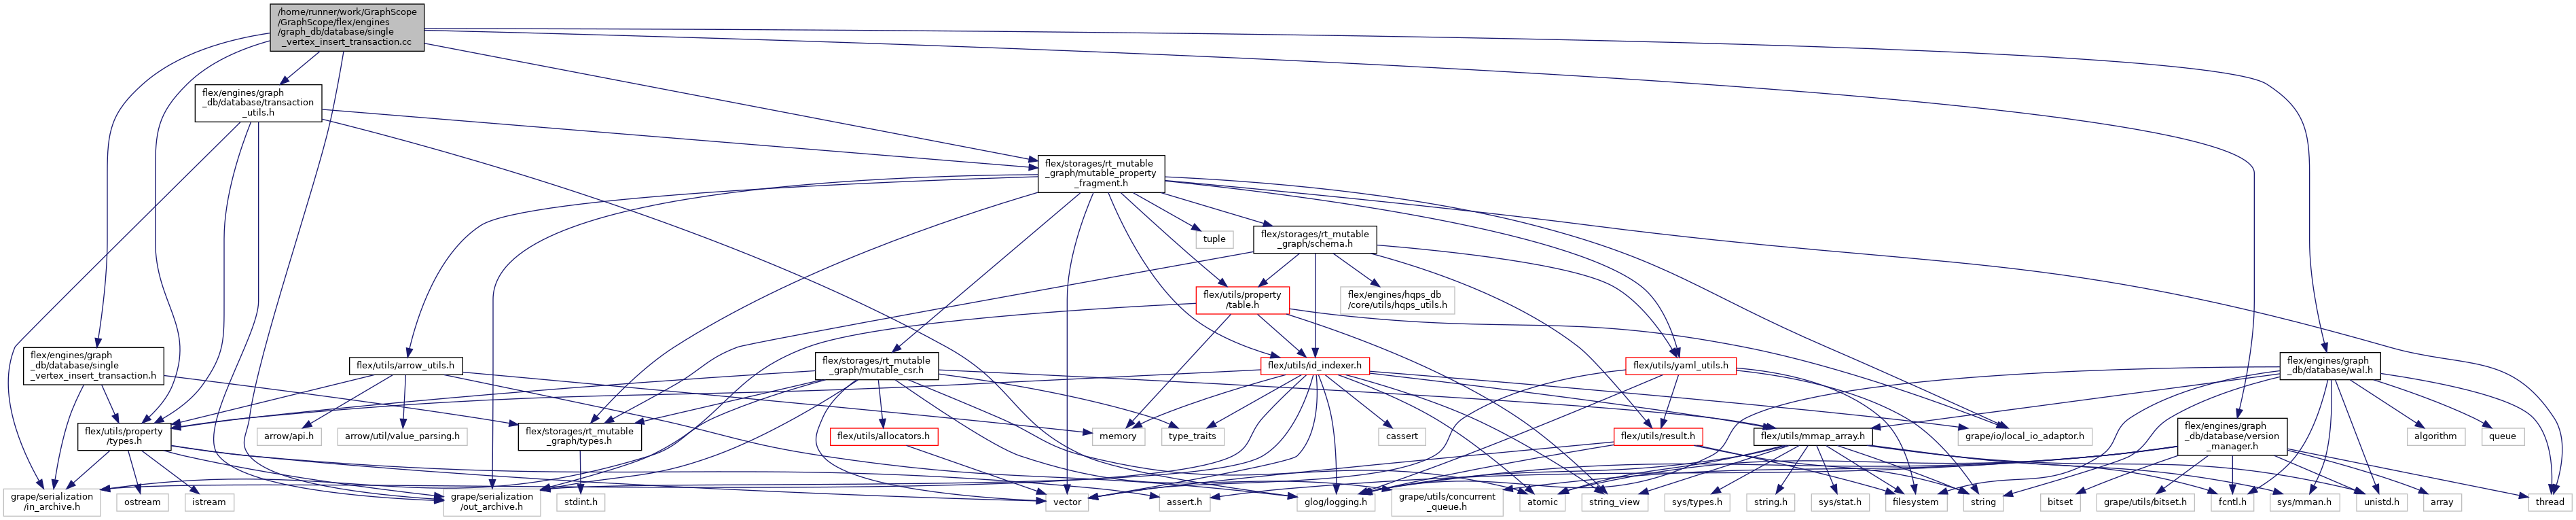 /home/runner/work/GraphScope
/GraphScope/flex/engines
/graph_db/database/single
_vertex_insert_transaction.cc
flex/engines/graph
_db/database/transaction
_utils.h
flex/storages/rt_mutable
_graph/mutable_property
_fragment.h
tuple
flex/storages/rt_mutable
_graph/schema.h
flex/utils/property
/table.h
flex/engines/hqps_db
/core/utils/hqps_utils.h
flex/engines/graph
_db/database/single
_vertex_insert_transaction.h
flex/utils/arrow_utils.h
flex/storages/rt_mutable
_graph/mutable_csr.h
flex/utils/id_indexer.h
flex/utils/yaml_utils.h
flex/engines/graph
_db/database/wal.h
flex/utils/property
/types.h
arrow/api.h
arrow/util/value_parsing.h
flex/storages/rt_mutable
_graph/types.h
flex/utils/allocators.h
memory
type_traits
cassert
flex/utils/result.h
flex/utils/mmap_array.h
grape/io/local_io_adaptor.h
flex/engines/graph
_db/database/version
_manager.h
algorithm
queue
grape/serialization
/in_archive.h
ostream
istream
grape/serialization
/out_archive.h
stdint.h
vector
assert.h
glog/logging.h
grape/utils/concurrent
_queue.h
atomic
string_view
sys/types.h
string.h
sys/stat.h
filesystem
string
bitset
grape/utils/bitset.h
fcntl.h
sys/mman.h
unistd.h
array
thread